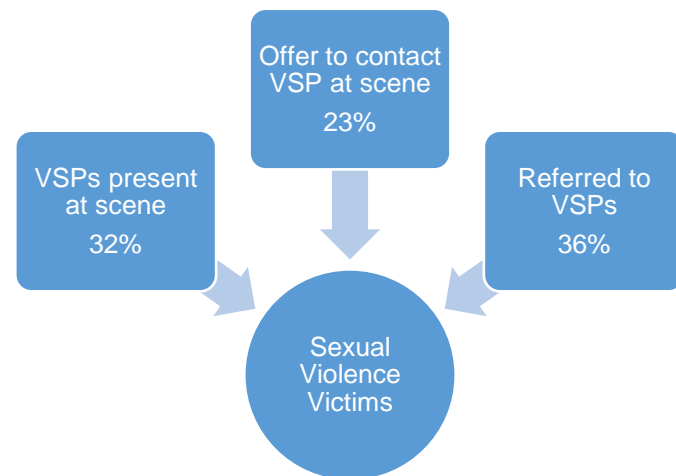 Offer to contact
VSP at scene
23%
VSPs present
at scene
32%
Referred to
VSPs
36%
Sexual
Violence
Victims